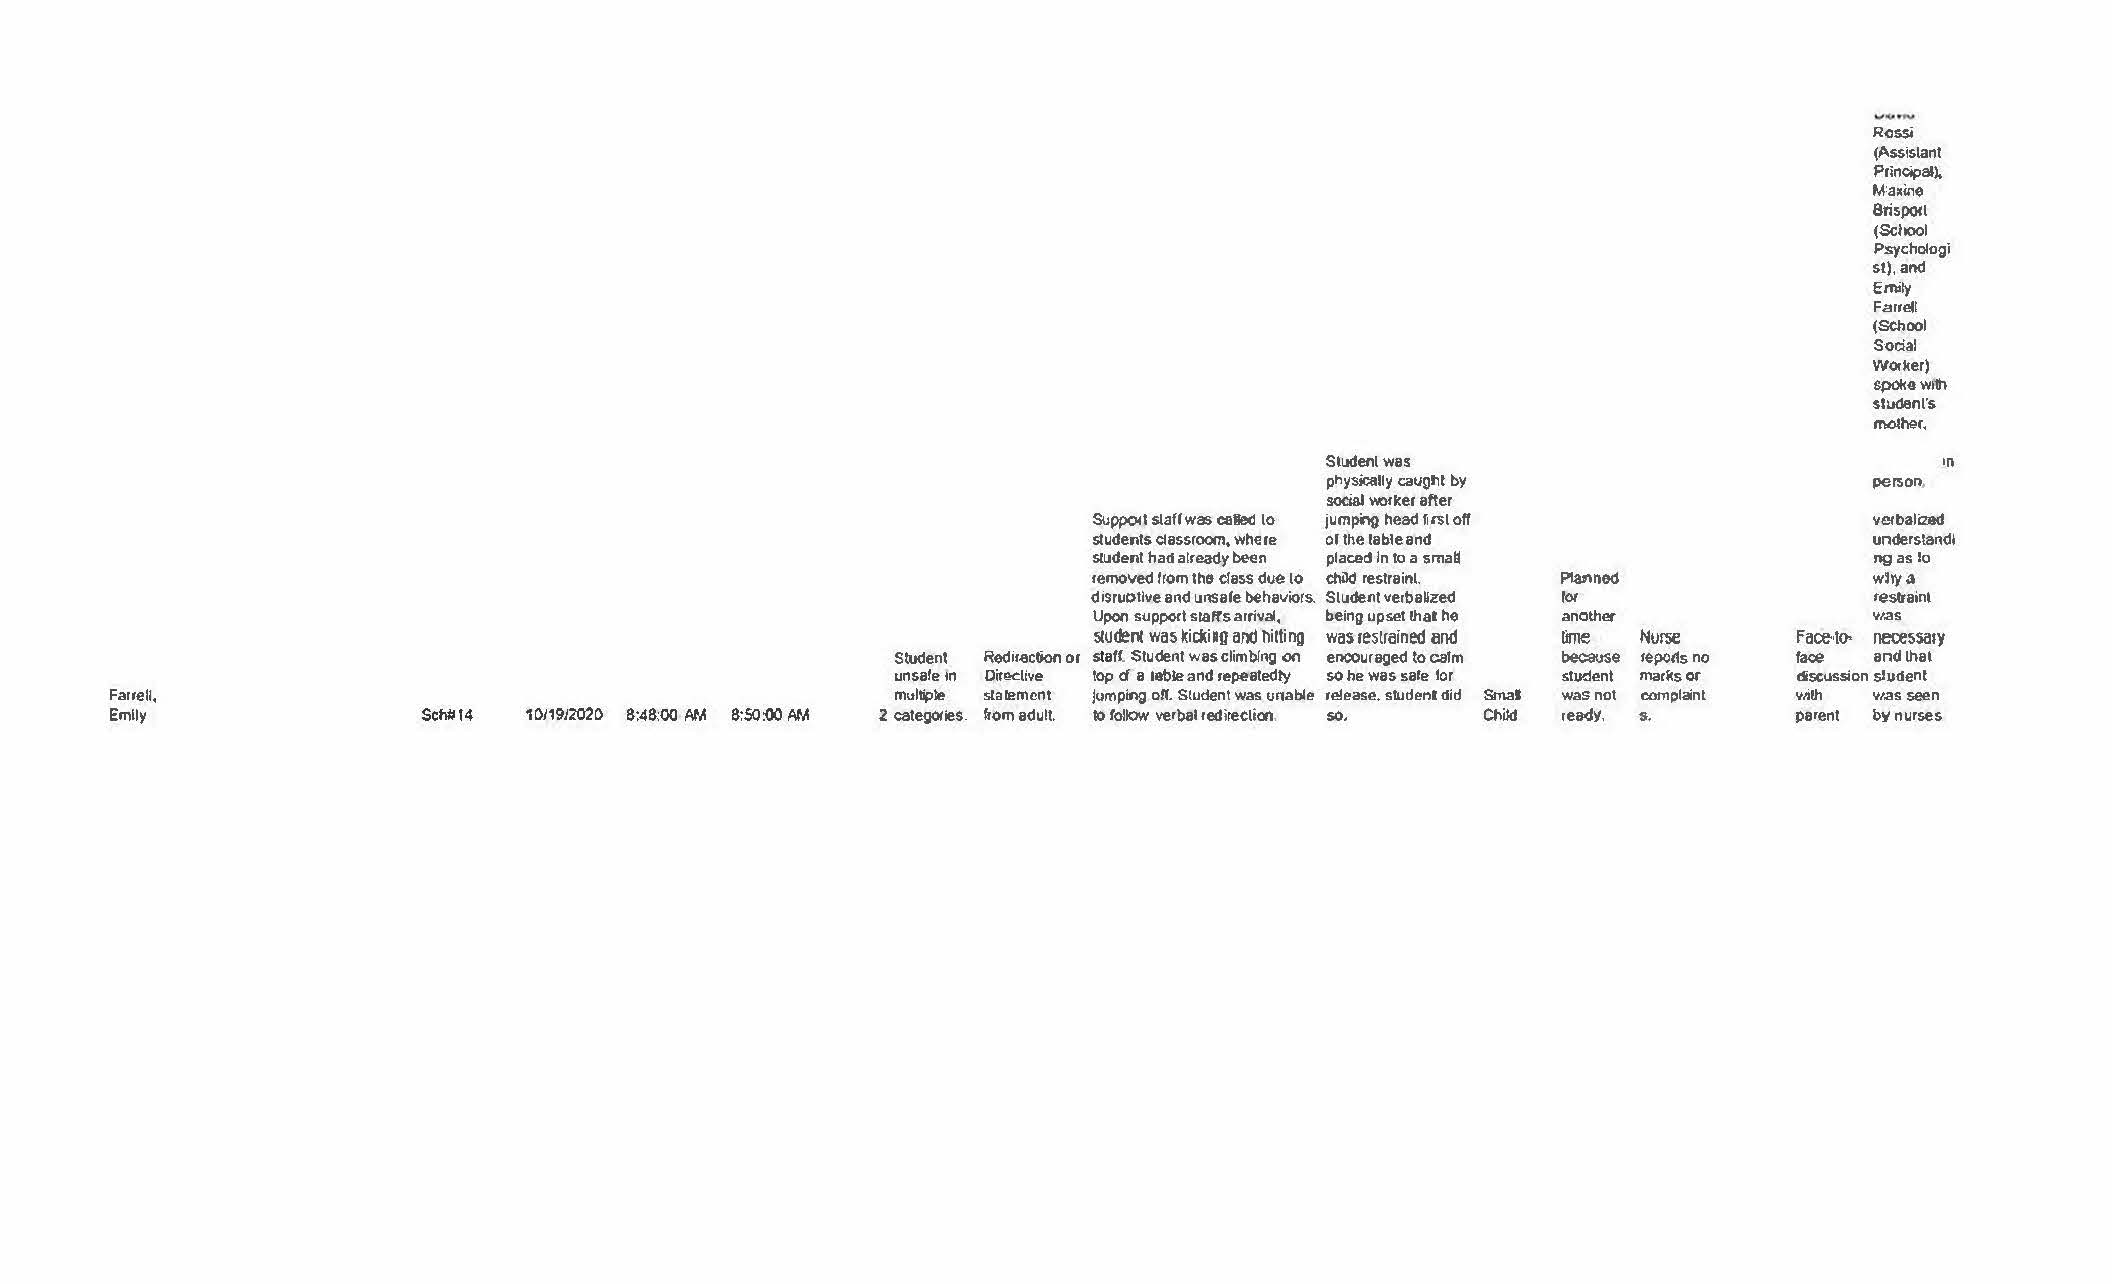 Rossi
(Assistant
Principal),
Maxine
Brisport
(School
Psychologi
st), and
Emily
Farrell
(School
Social
Worker)
spoke with
student's
mother.
Farrell,
Emily
Sch#14
10/19/2020
8:48:00 AM
8:50:00 AM
2
Student
unsafe in
multiple
categories.
Redirection or
Directive
statement
from adult.
Support staff was called to
students classroom, where
student had already been
removed from the class due to
disruptive and unsafe behaviors.
Upon support staff's arrival,
student was kicking and hitting
staff. Student was climbing on
top of a table and repeatedly
jumping off. Student was unable
to follow verbal redirection.
Student was
physically caught by
social worker after
jumping head first off
of the table and
placed in to a small
child restraint.
Student verbalized
being upset that he
was restrained and
encouraged to calm
so he was safe for
release. student did
so.
Small
Child
Planned
for
another
time
because
student
was not
ready.
Nurse
reports no
marks or
complaint
s.
Face-to-
face
discussion
with
parent
in
person.
verbalized
understandi
ng as to
why a
restraint
was
necessary
and that
student
was seen
by nurses